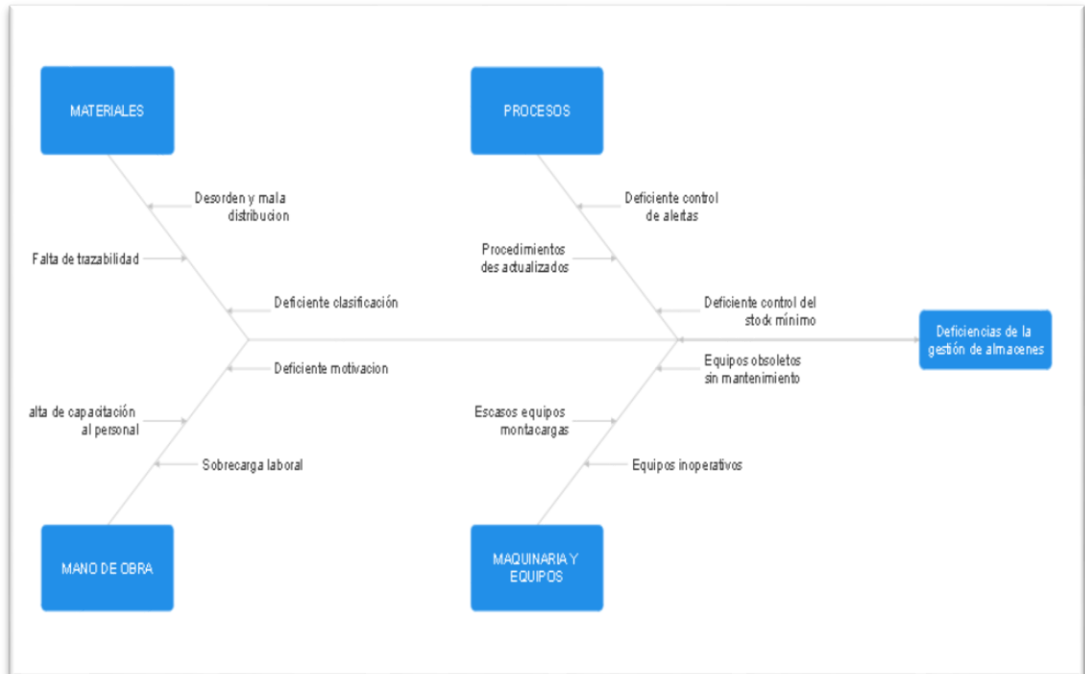 MATERIALES
PROCESOS
Desorden y mala
distribucion
Falta de trazabilidad
Deficiente clasificación
Deficiente control
de alertas
Procedimientos
des actualizados
Deficiente control del
stock mínimo
Deficiencias de la
gestión de almacenes
Deficiente motivacion
alta de capacitación
al personal
Sobrecarga laboral
Equipos obsoletos
sin mantenimiento
Escasos equipos
montacargas
Equipos inoperativos
MANO DE OBRA
MAQUINARIA Y
EQUIPOS